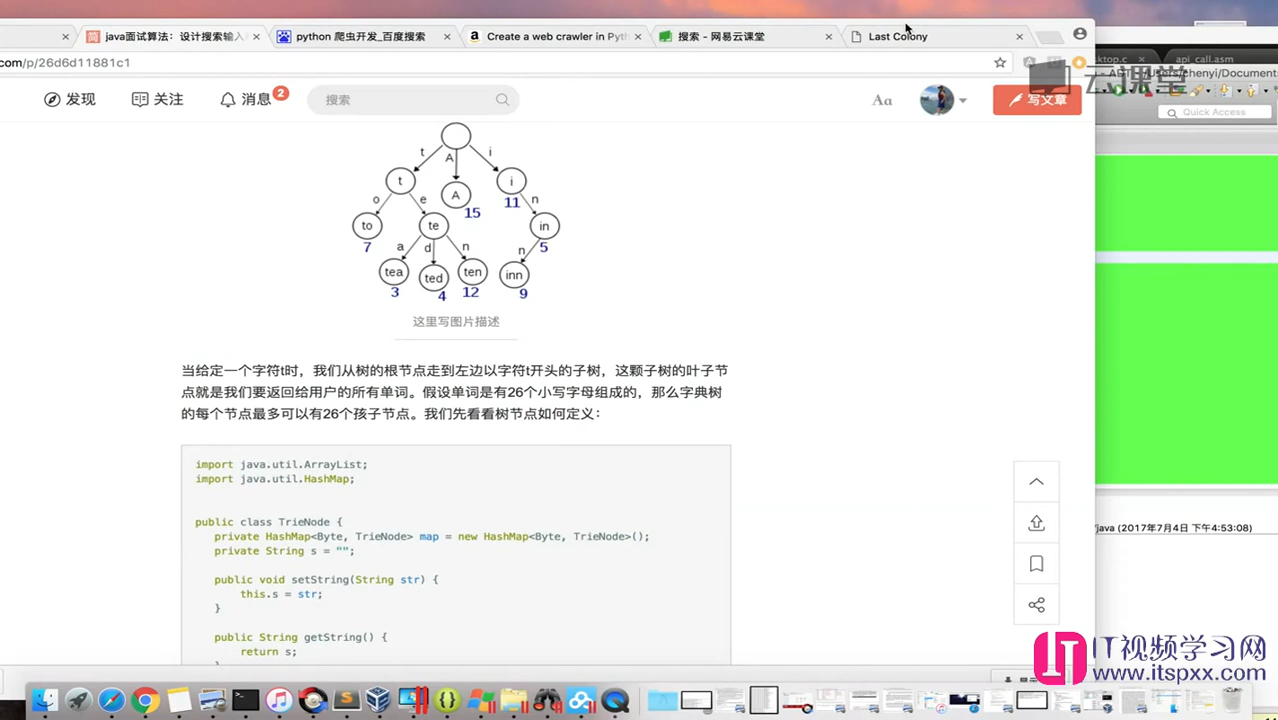 简 java面试算法：设计搜索输入
python 爬虫开发_百度搜索
Create a web crawler in Pyth
搜索 - 网易云课堂
Last Colony
sktop.c
api_call.asm
com/p/26d6d11881c1
云课堂
/Users/chenyi/Documents
发现
关注
消息 2
搜索
Aa
写文章
Quick Access
t A i
t A i
15 11
o e n
to te in
7 5
a d n n
tea ted ten inn
3 4 12 9
这里写图片描述
当给定一个字符t时，我们从树的根节点走到左边以字符t开头的子树，这颗子树的叶子节
点就是我们要返回给用户的所有单词。假设单词是有26个小写字母组成的，那么字典树
的每个节点最多可以有26个孩子节点。我们先看看树节点如何定义：
import java.util.ArrayList;
import java.util.HashMap;
public class TrieNode {
private HashMap<Byte, TrieNode> map = new HashMap<Byte, TrieNode>();
private String s = "";
public void setString(String str) {
this.s = str;
}
public String getString() {
return s;
/java (2017年7月4日 下午4:53:08)
IT视频学习网
www.itspxx.com